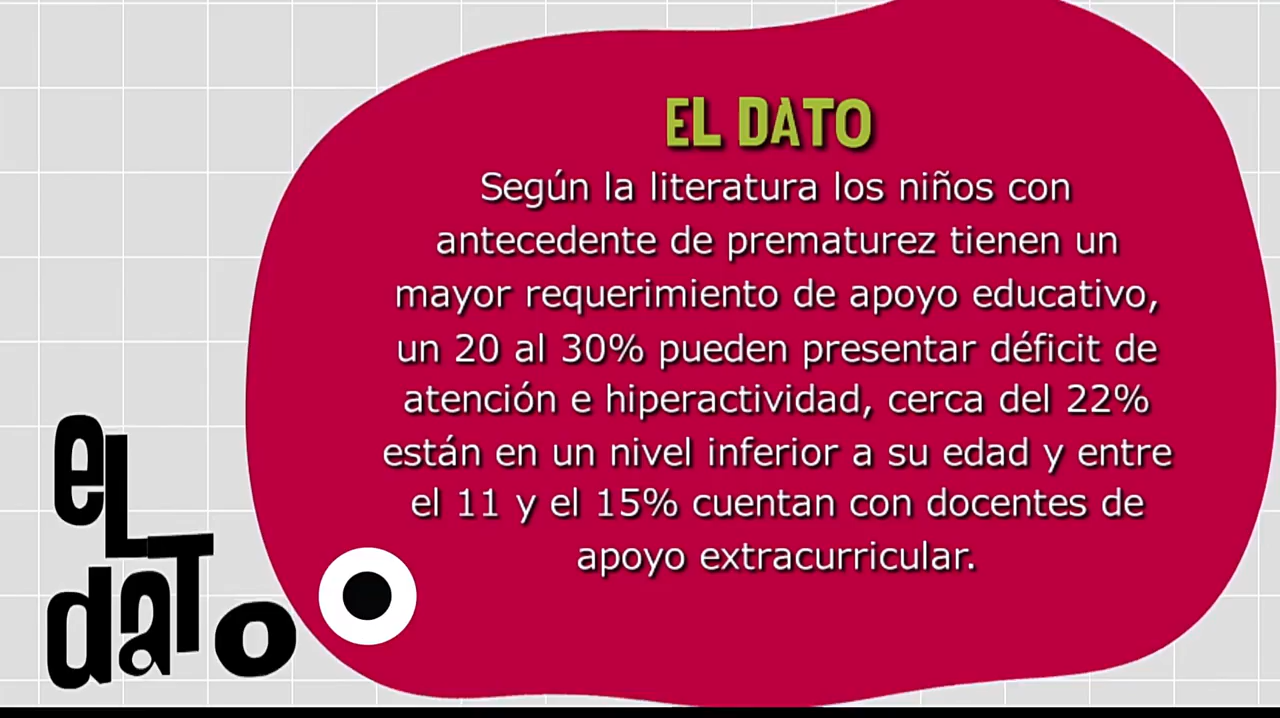 EL DATO
Según la literatura los niños con
antecedente de prematurez tienen un
mayor requerimiento de apoyo educativo,
un 20 al 30% pueden presentar déficit de
atención e hiperactividad, cerca del 22%
están en un nivel inferior a su edad y entre
el 11 y el 15% cuentan con docentes de
apoyo extracurricular.
eL
daTo